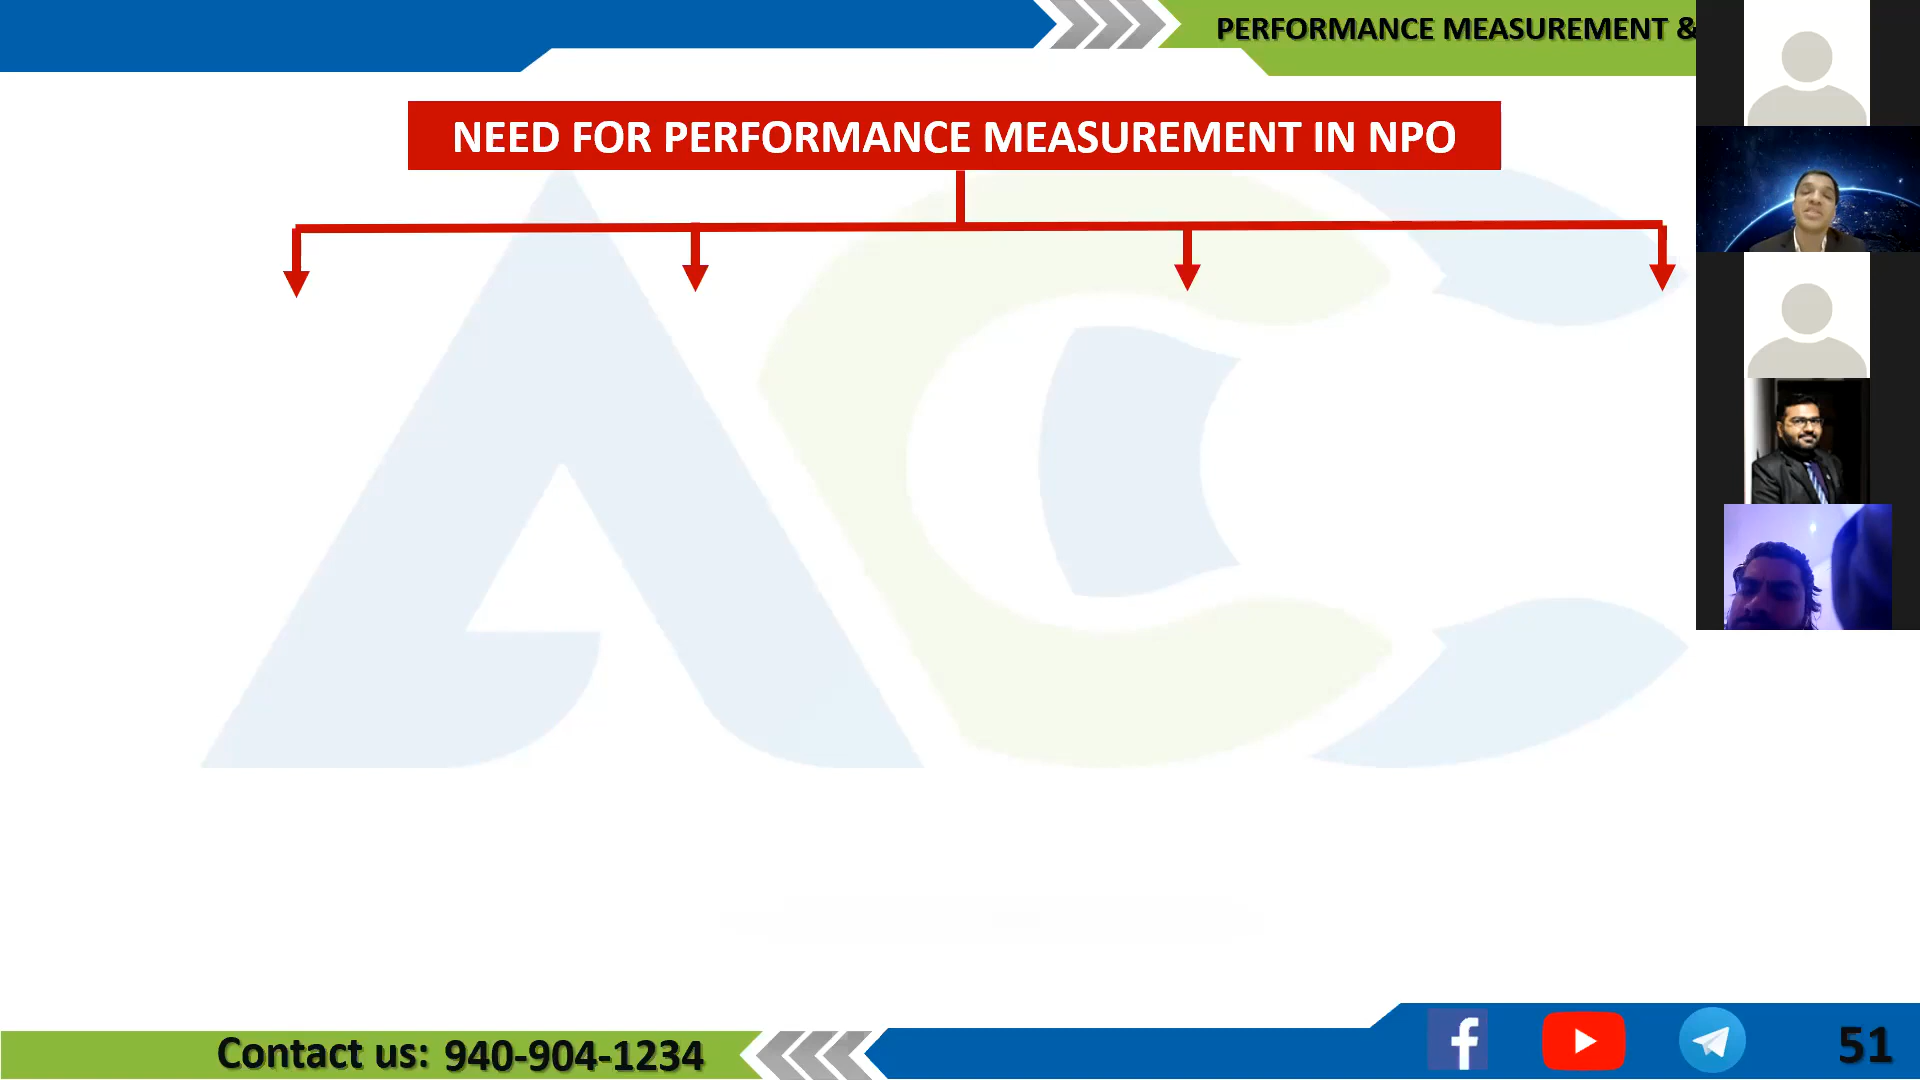 PERFORMANCE MEASUREMENT &
NEED FOR PERFORMANCE MEASUREMENT IN NPO
Contact us: 940-904-1234
51